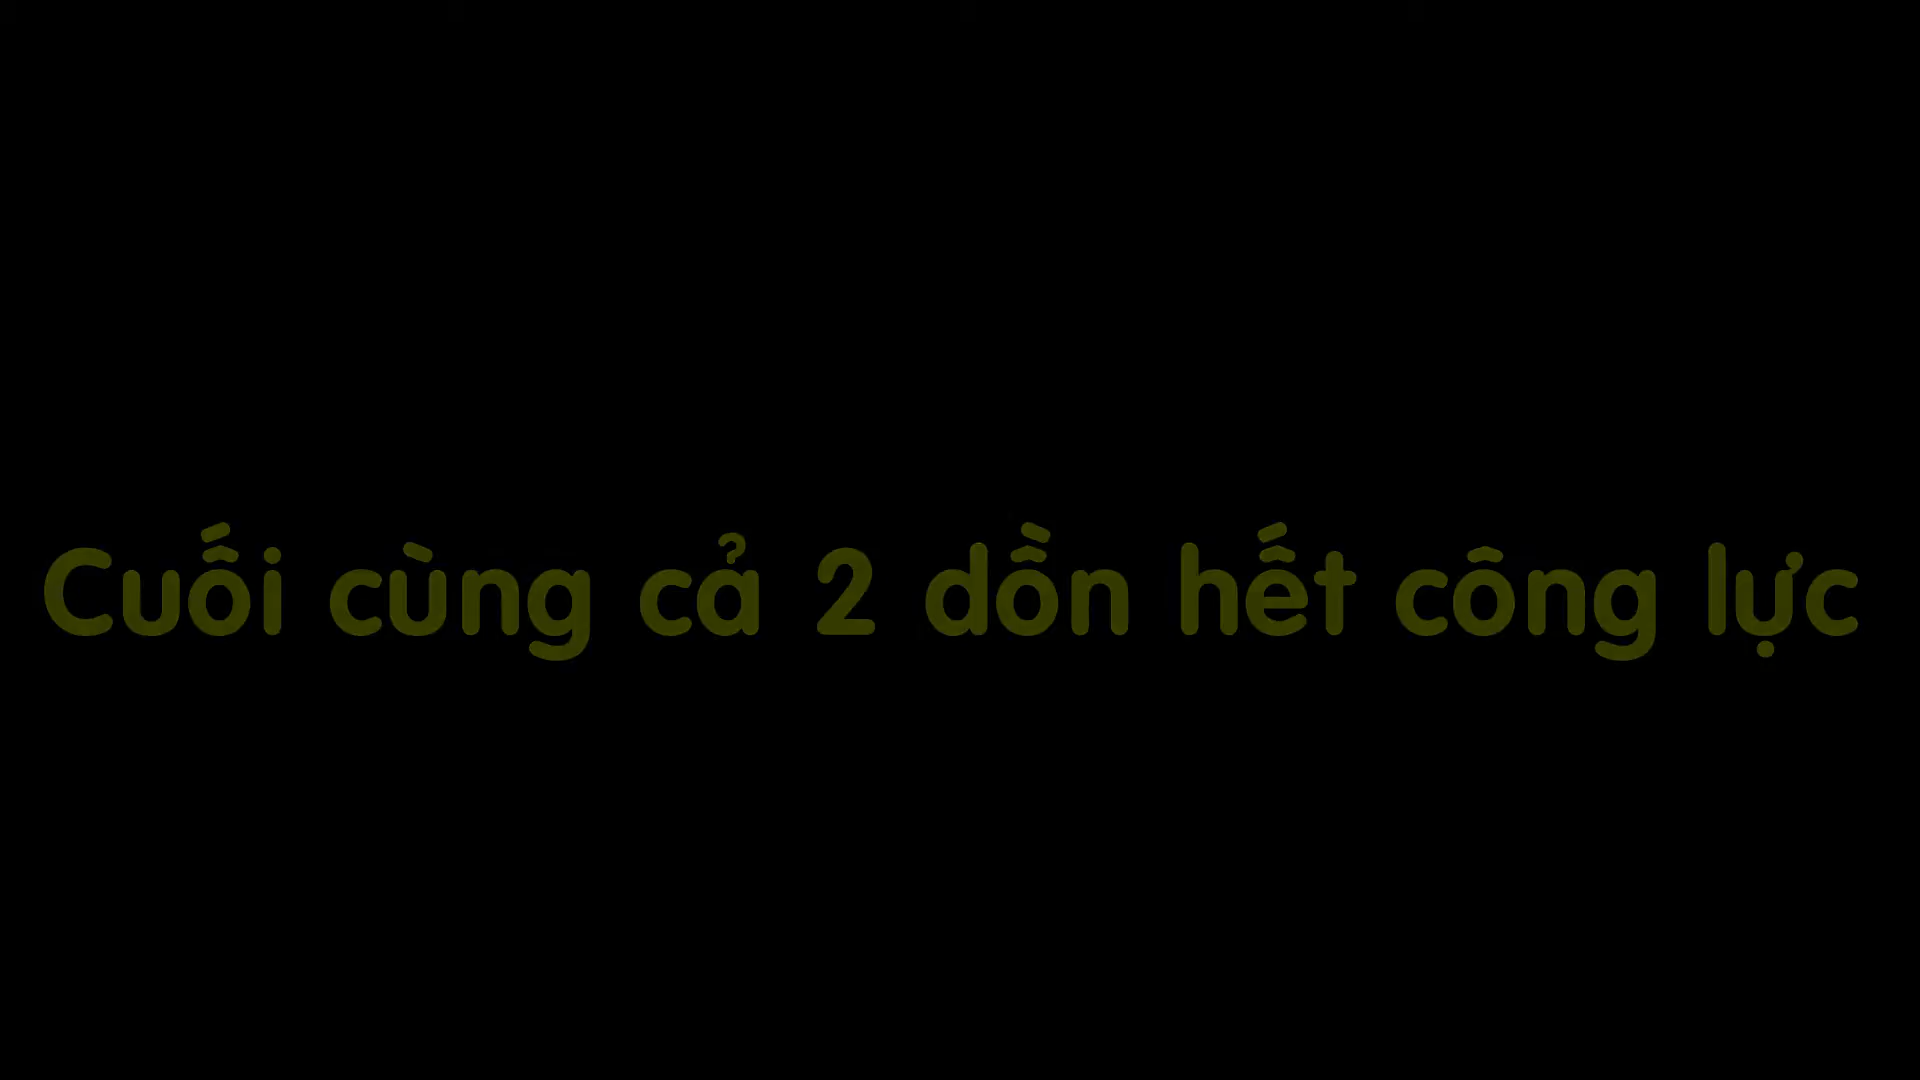 Cuối cùng cả 2 dồn hết công lực